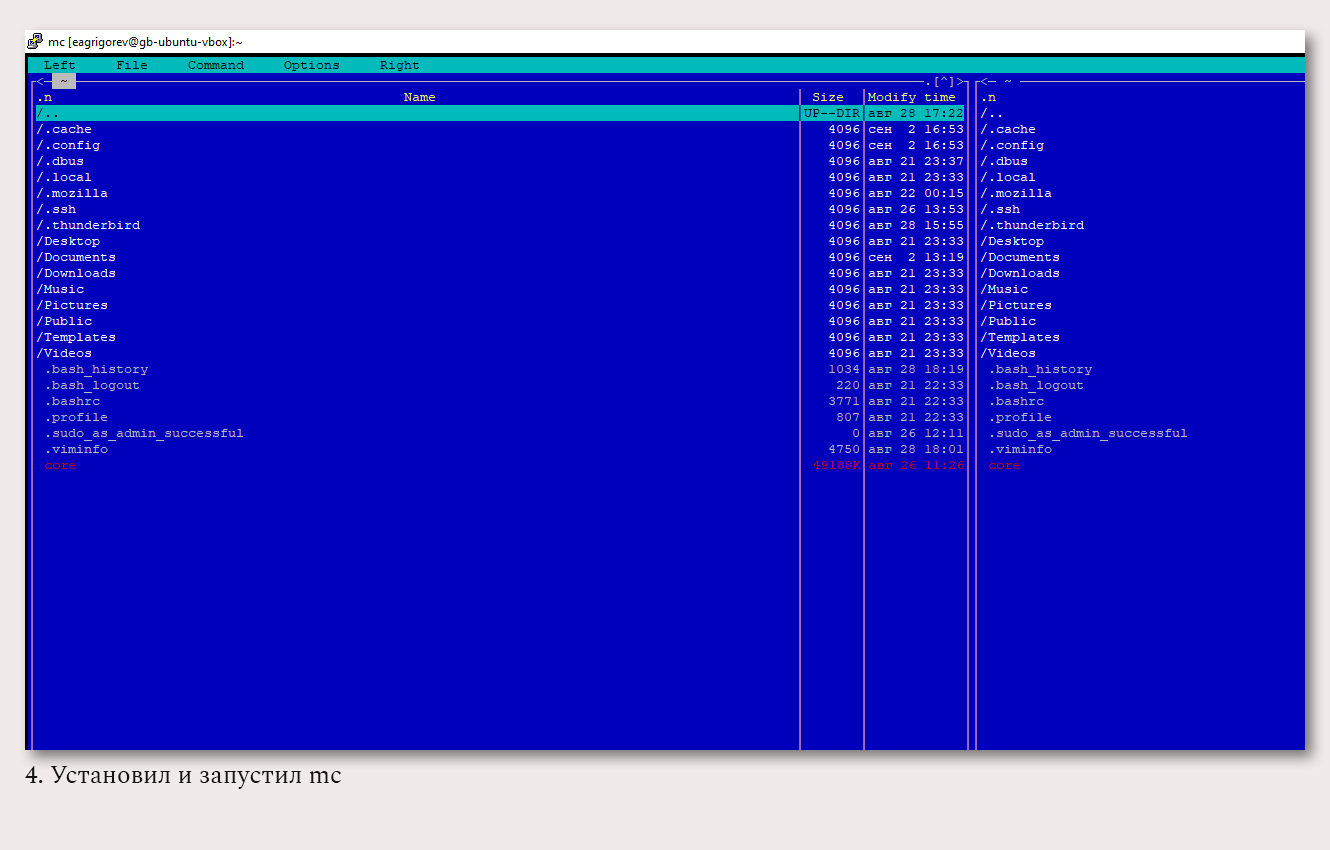 mc [eagrigorev@gb-ubuntu-vbox]:~
Left File Command Options Right
<─ ~ .[^]> <─ ~
.n Name Size Modify time .n
/.. UP--DIR авг 28 17:22 /..
/.cache 4096 сен 2 16:53 /.cache
/.config 4096 сен 2 16:53 /.config
/.dbus 4096 авг 21 23:37 /.dbus
/.local 4096 авг 21 23:33 /.local
/.mozilla 4096 авг 22 00:15 /.mozilla
/.ssh 4096 авг 26 13:53 /.ssh
/.thunderbird 4096 авг 28 15:55 /.thunderbird
/Desktop 4096 авг 21 23:33 /Desktop
/Documents 4096 сен 2 13:19 /Documents
/Downloads 4096 авг 21 23:33 /Downloads
/Music 4096 авг 21 23:33 /Music
/Pictures 4096 авг 21 23:33 /Pictures
/Public 4096 авг 21 23:33 /Public
/Templates 4096 авг 21 23:33 /Templates
/Videos 4096 авг 21 23:33 /Videos
.bash_history 1034 авг 28 18:19 .bash_history
.bash_logout 220 авг 21 22:33 .bash_logout
.bashrc 3771 авг 21 22:33 .bashrc
.profile 807 авг 21 22:33 .profile
.sudo_as_admin_successful 0 авг 26 12:11 .sudo_as_admin_successful
.viminfo 4750 авг 28 18:01 .viminfo
core 49188K авг 26 11:26 core
4. Установил и запустил mc